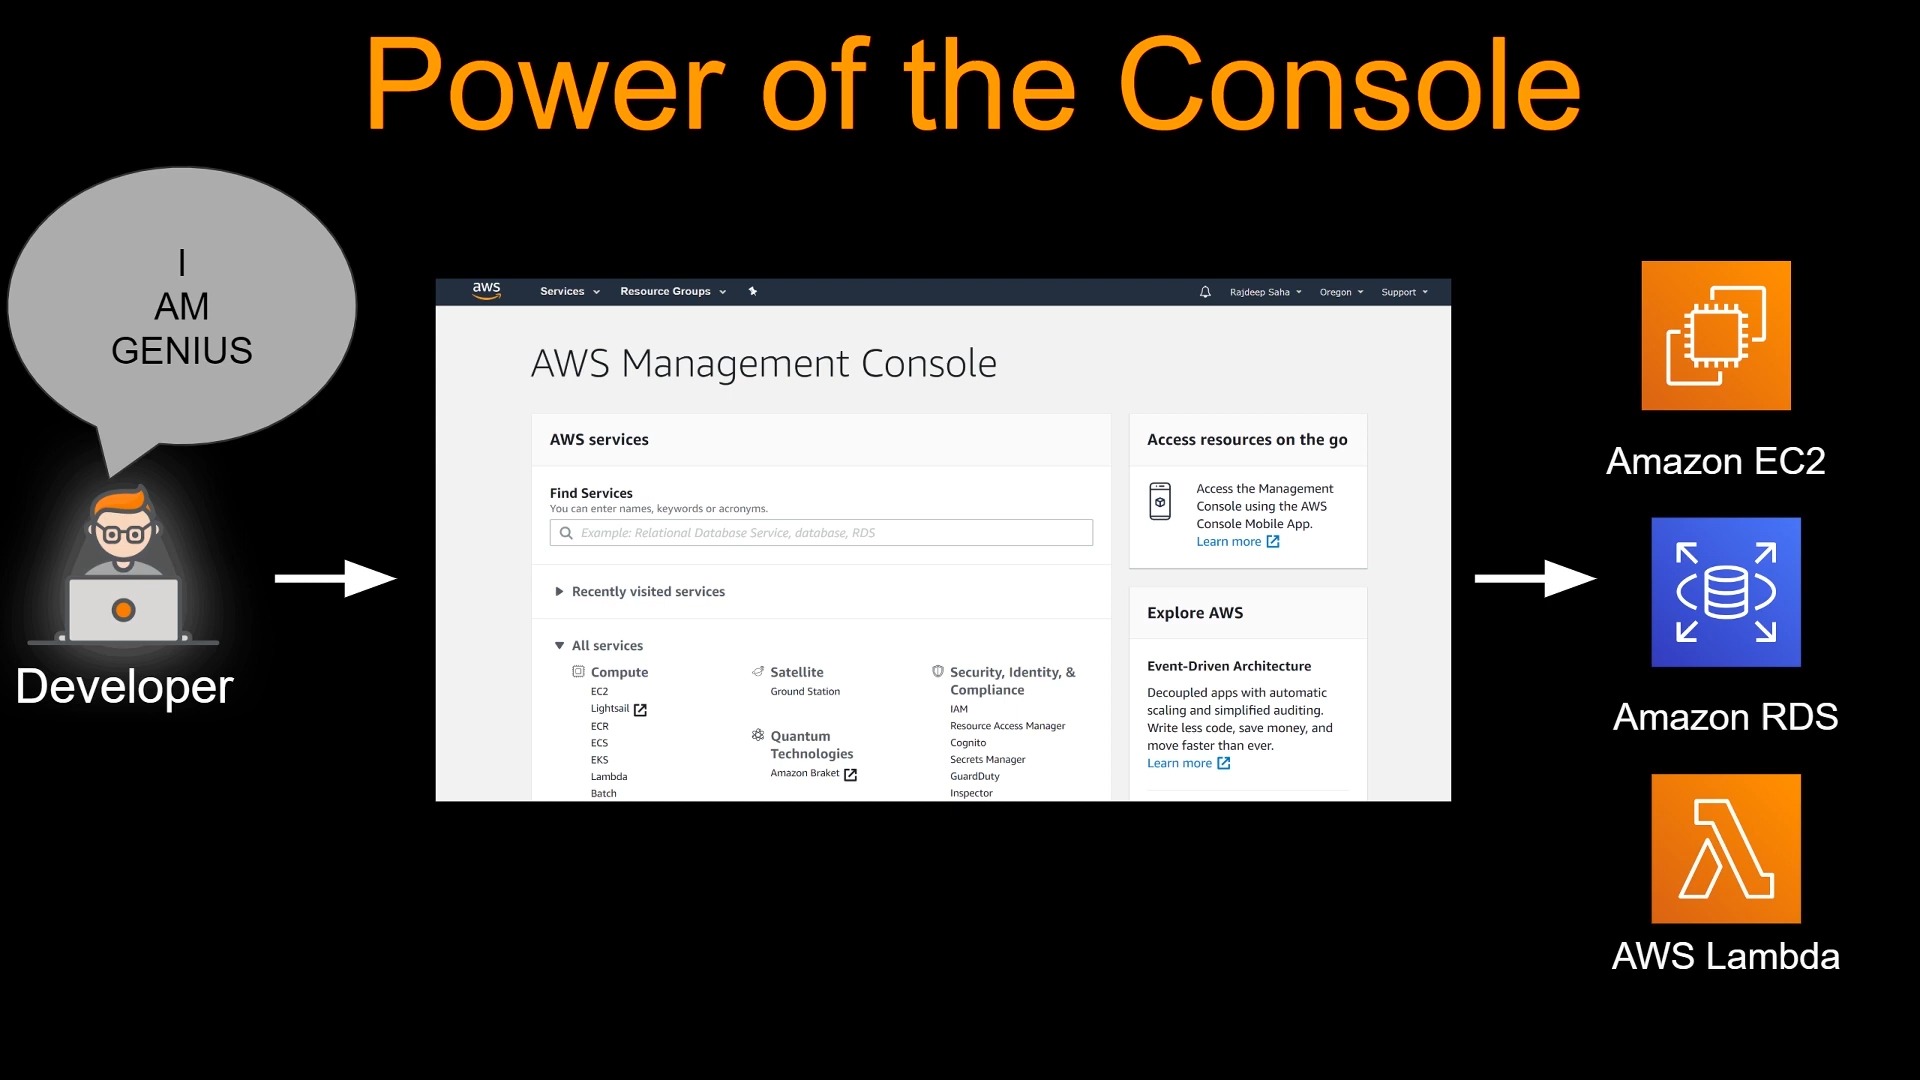 Power of the Console
I
AM
GENIUS
Developer
aws
Services
Resource Groups
Rajdeep Saha
Oregon
Support
AWS Management Console
AWS services
Find Services
You can enter names, keywords or acronyms.
Example: Relational Database Service, database, RDS
Recently visited services
All services
Compute
EC2
Lightsail
ECR
ECS
EKS
Lambda
Batch
Satellite
Ground Station
Quantum
Technologies
Amazon Braket
Security, Identity, &
Compliance
IAM
Resource Access Manager
Cognito
Secrets Manager
GuardDuty
Inspector
Access resources on the go
Access the Management
Console using the AWS
Console Mobile App.
Learn more
Explore AWS
Event-Driven Architecture
Decoupled apps with automatic
scaling and simplified auditing.
Write less code, save money, and
move faster than ever.
Learn more
Amazon EC2
Amazon RDS
AWS Lambda